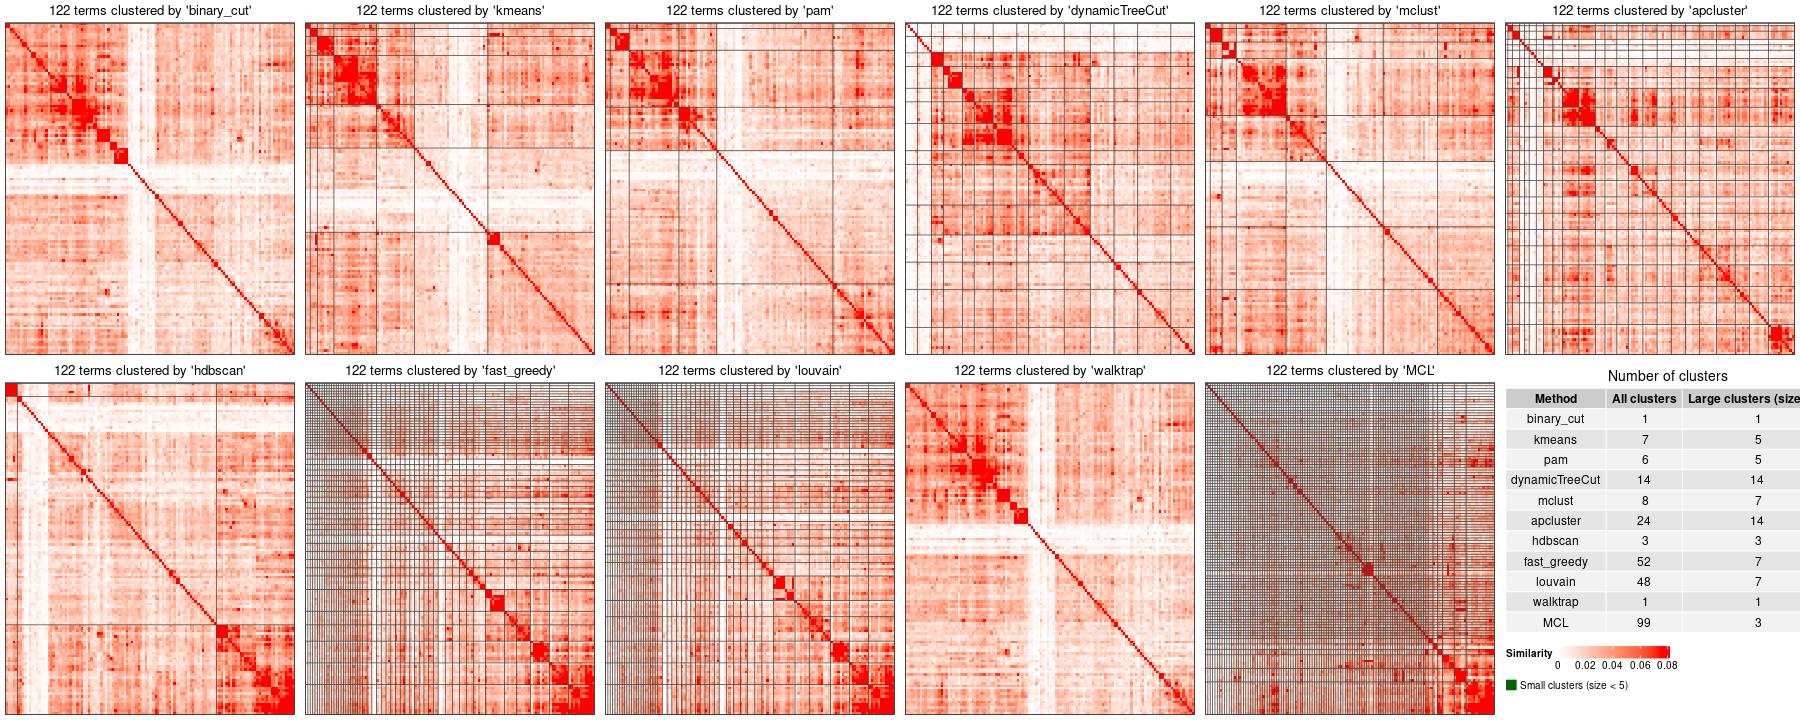 122 terms clustered by 'binary_cut'
122 terms clustered by 'kmeans'
122 terms clustered by 'pam'
122 terms clustered by 'dynamicTreeCut'
122 terms clustered by 'mclust'
122 terms clustered by 'apcluster'
122 terms clustered by 'hdbscan'
122 terms clustered by 'fast_greedy'
122 terms clustered by 'louvain'
122 terms clustered by 'walktrap'
122 terms clustered by 'MCL'
Number of clusters
Method All clusters Large clusters (size
binary_cut 1 1
kmeans 7 5
pam 6 5
dynamicTreeCut 14 14
mclust 8 7
apcluster 24 14
hdbscan 3 3
fast_greedy 52 7
louvain 48 7
walktrap 1 1
MCL 99 3
Similarity
0 0.02 0.04 0.06 0.08
Small clusters (size < 5)